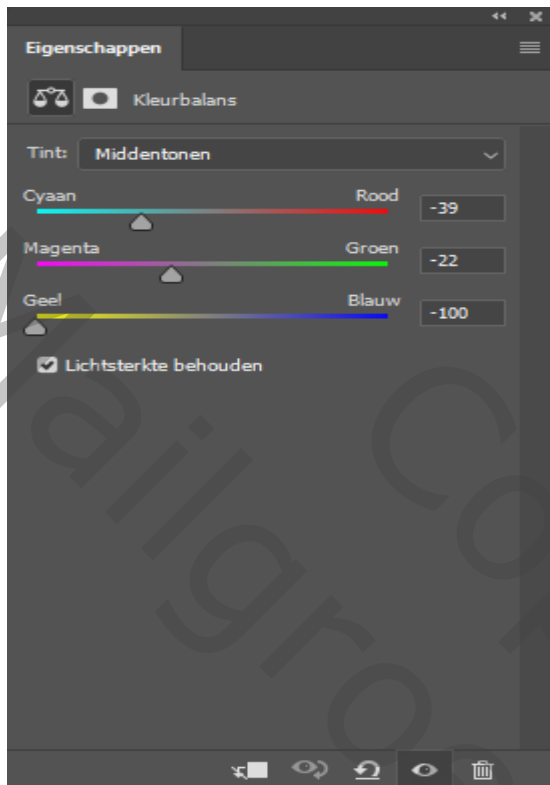 Eigenschappen
Kleurbalans
Tint: Middentonen
Cyaan Rood -39
Magenta Groen -22
Geel Blauw -100
Lichtsterkte behouden